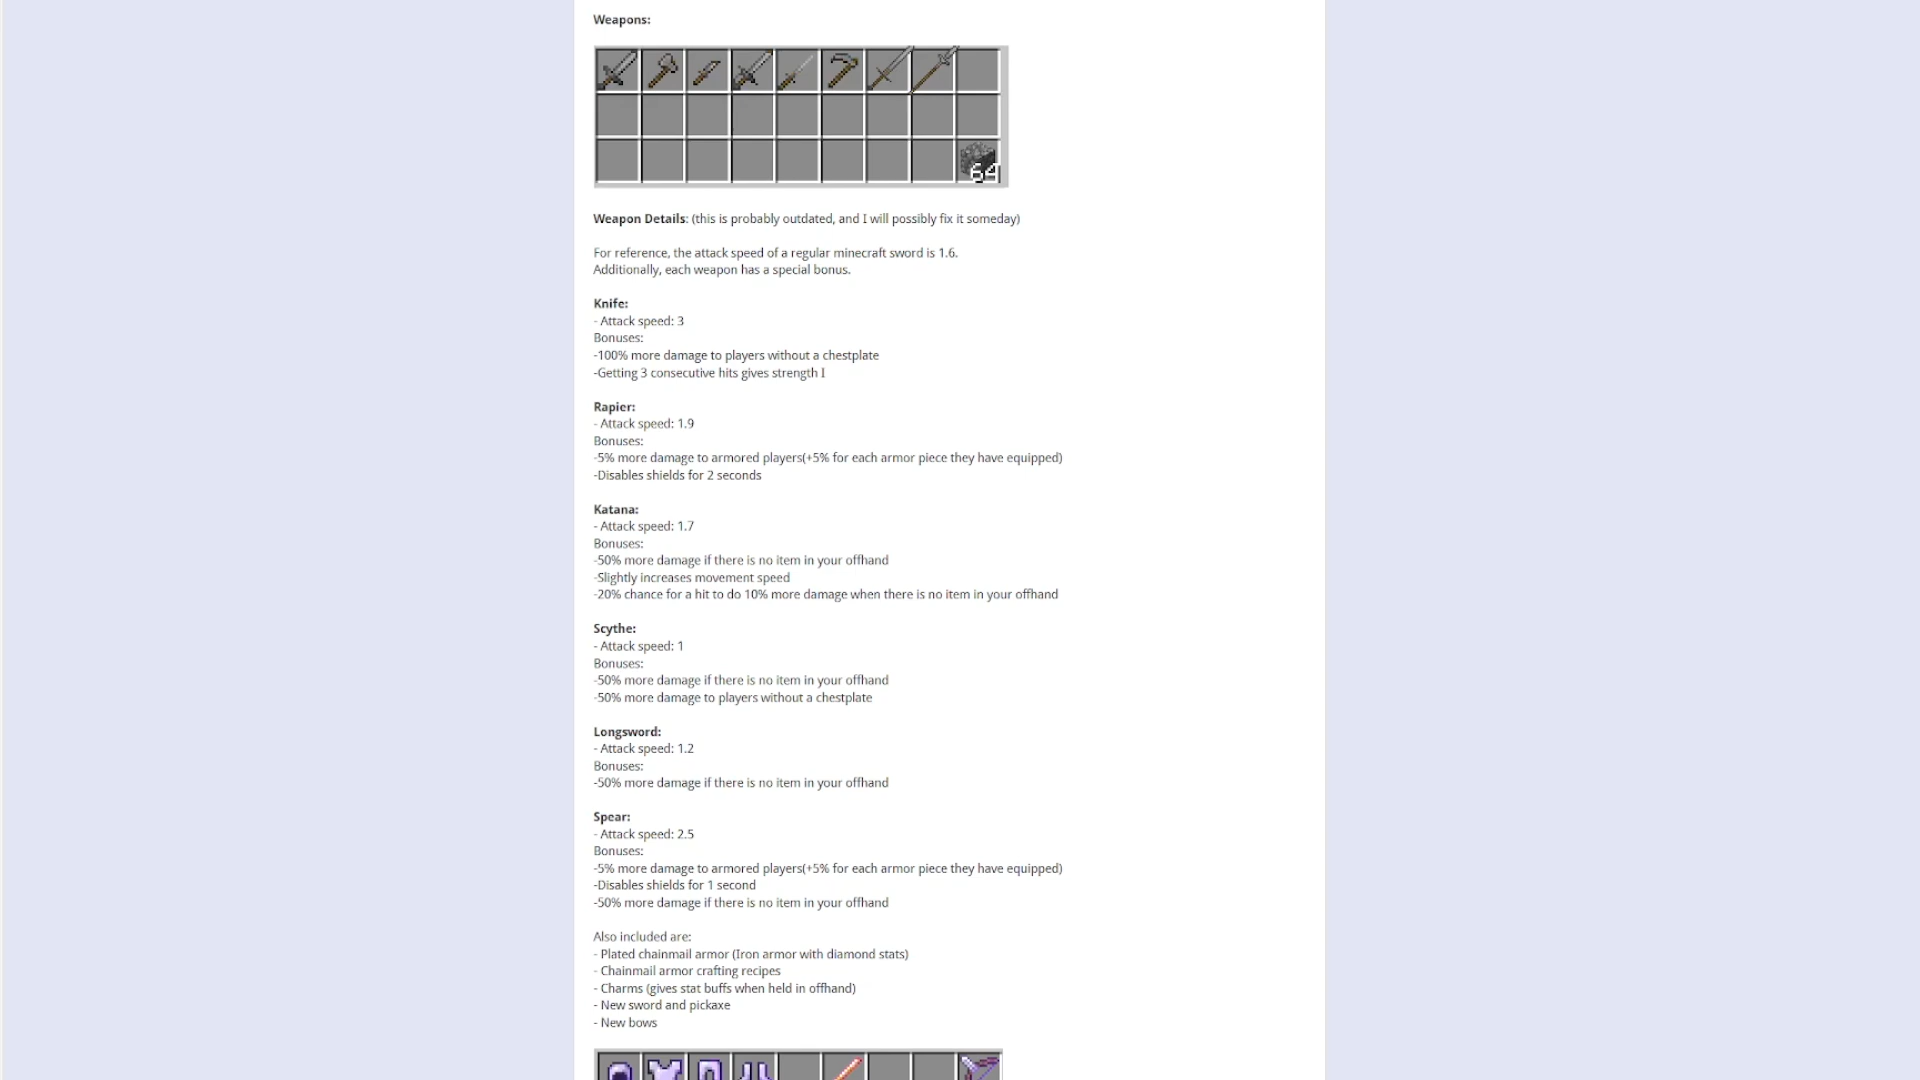 Weapons:
64
Weapon Details: (this is probably outdated, and I will possibly fix it someday)
For reference, the attack speed of a regular minecraft sword is 1.6.
Additionally, each weapon has a special bonus.
Knife:
- Attack speed: 3
Bonuses:
-100% more damage to players without a chestplate
-Getting 3 consecutive hits gives strength I
Rapier:
- Attack speed: 1.9
Bonuses:
-5% more damage to armored players(+5% for each armor piece they have equipped)
-Disables shields for 2 seconds
Katana:
- Attack speed: 1.7
Bonuses:
-50% more damage if there is no item in your offhand
-Slightly increases movement speed
-20% chance for a hit to do 10% more damage when there is no item in your offhand
Scythe:
- Attack speed: 1
Bonuses:
-50% more damage if there is no item in your offhand
-50% more damage to players without a chestplate
Longsword:
- Attack speed: 1.2
Bonuses:
-50% more damage if there is no item in your offhand
Spear:
- Attack speed: 2.5
Bonuses:
-5% more damage to armored players(+5% for each armor piece they have equipped)
-Disables shields for 1 second
-50% more damage if there is no item in your offhand
Also included are:
- Plated chainmail armor (Iron armor with diamond stats)
- Chainmail armor crafting recipes
- Charms (gives stat buffs when held in offhand)
- New sword and pickaxe
- New bows